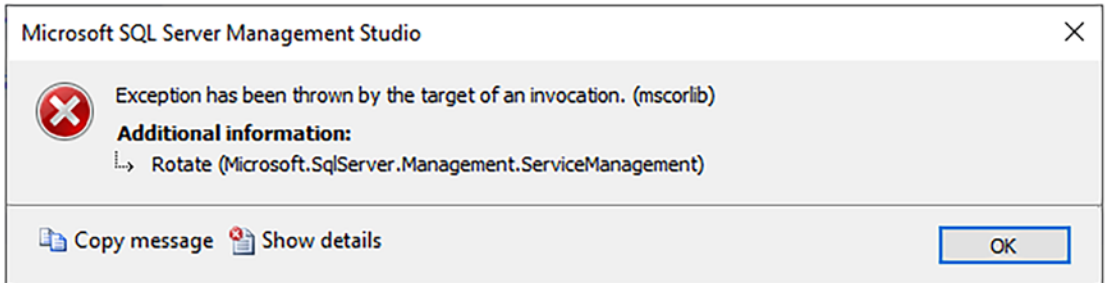 Microsoft SQL Server Management Studio
Exception has been thrown by the target of an invocation. (mscorlib)
Additional information:
Rotate (Microsoft.SqlServer.Management.ServiceManagement)
Copy message Show details OK